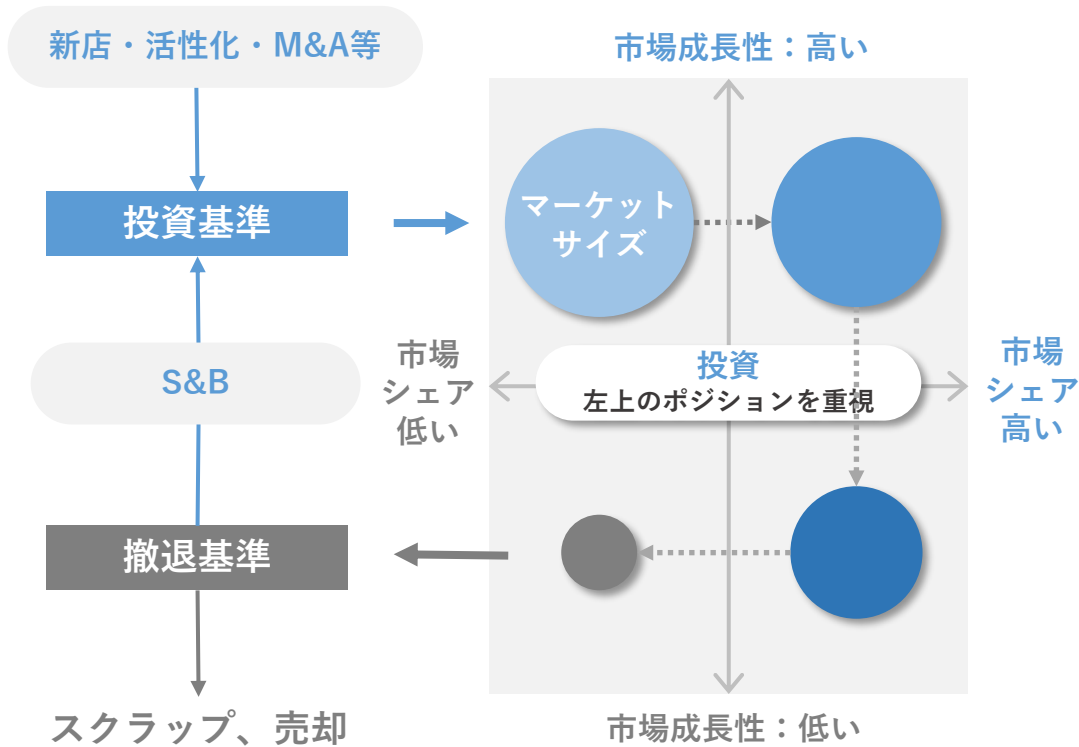 新店・活性化・M&A等
投資基準
S&B
撤退基準
スクラップ、売却
市場成長性：高い
マーケット
サイズ
市場
シェア
低い
投資
左上のポジションを重視
市場
シェア
高い
市場成長性：低い